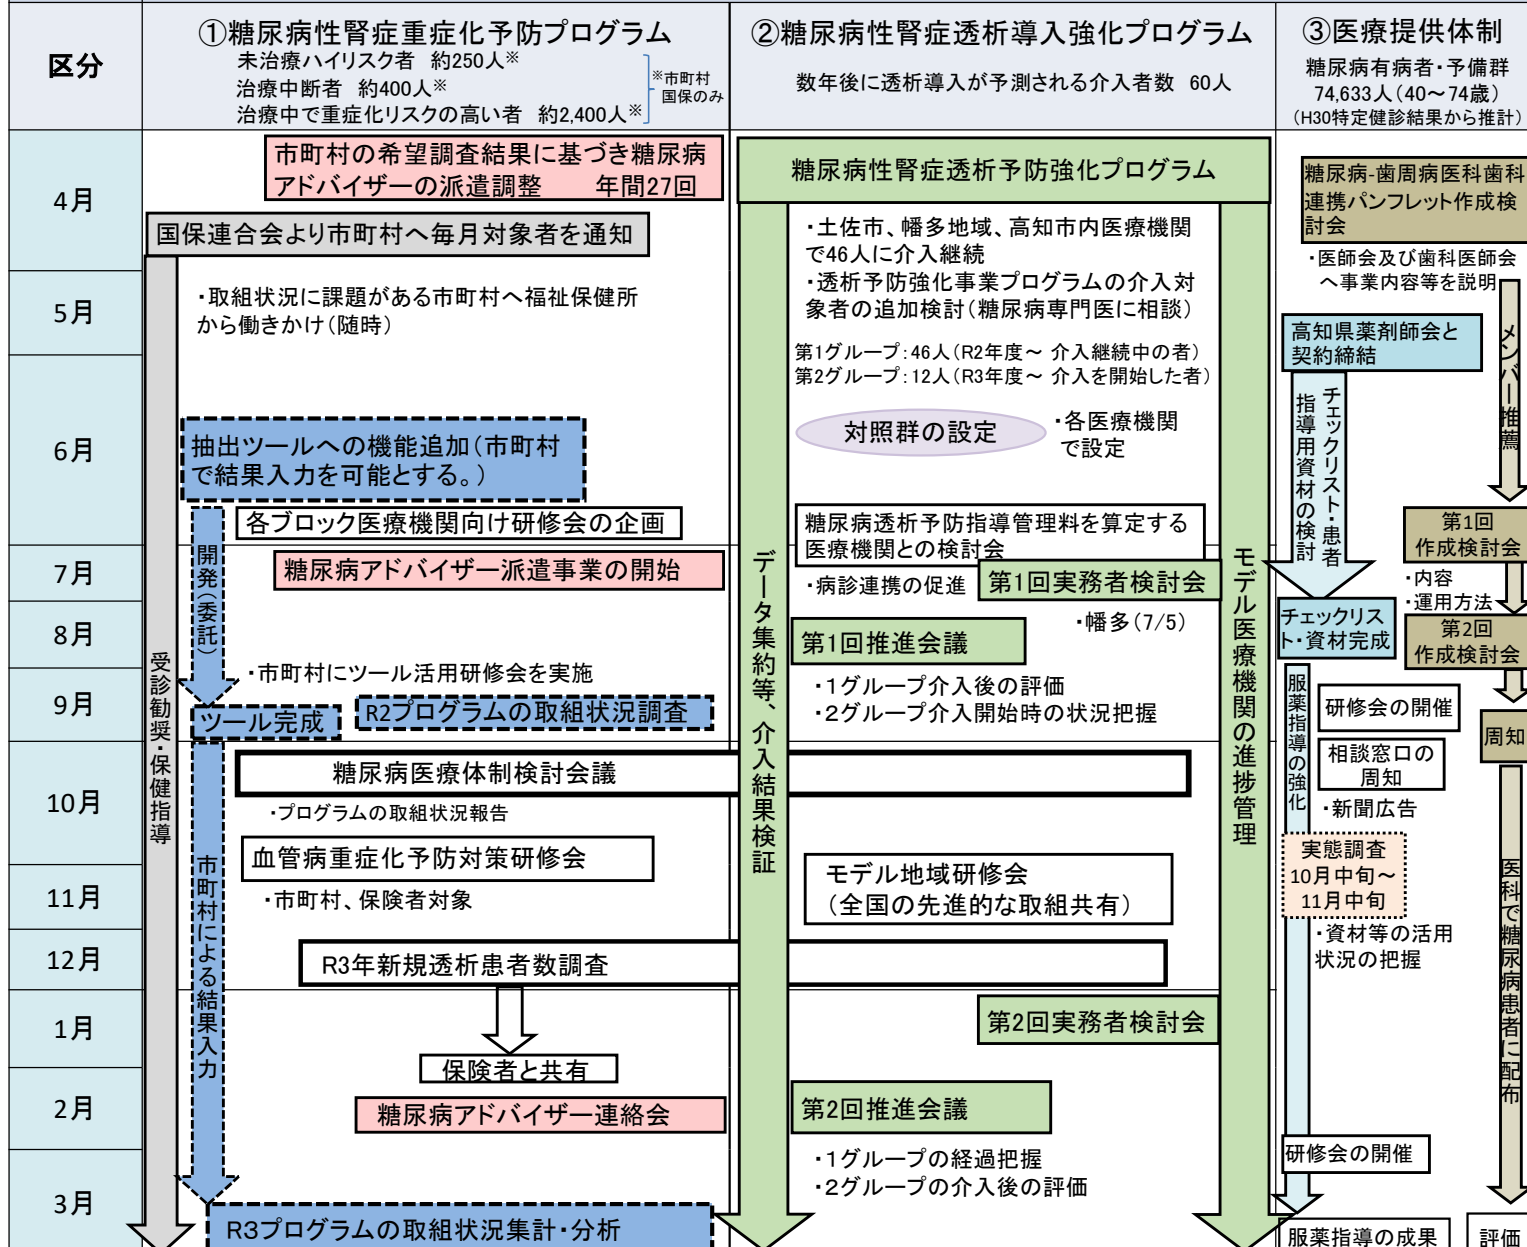 区分
①糖尿病性腎症重症化予防プログラム
未治療ハイリスク者　約250人※
治療中断者　約400人※
治療中で重症化リスクの高い者　約2,400人※
※市町村
国保のみ
②糖尿病性腎症透析導入強化プログラム
数年後に透析導入が予測される介入者数　60人
③医療提供体制
糖尿病有病者・予備群
74,633人（40～74歳）
（H30特定健診結果から推計）
4月
5月
6月
7月
8月
9月
10月
11月
12月
1月
2月
3月
市町村の希望調査結果に基づき糖尿病
アドバイザーの派遣調整　　年間27回
国保連合会より市町村へ毎月対象者を通知
・取組状況に課題がある市町村へ福祉保健所
から働きかけ（随時）
抽出ツールへの機能追加（市町村
で結果入力を可能とする。）
各ブロック医療機関向け研修会の企画
開発（委託）
糖尿病アドバイザー派遣事業の開始
・市町村にツール活用研修会を実施
受診勧奨・保健指導
ツール完成
R2プログラムの取組状況調査
糖尿病医療体制検討会議
・プログラムの取組状況報告
血管病重症化予防対策研修会
・市町村、保険者対象
市町村による結果入力
R3年新規透析患者数調査
保険者と共有
糖尿病アドバイザー連絡会
R3プログラムの取組状況集計・分析
糖尿病性腎症透析予防強化プログラム
・土佐市、幡多地域、高知市内医療機関
で46人に介入継続
・透析予防強化事業プログラムの介入対
象者の追加検討（糖尿病専門医に相談）
第1グループ：46人（R2年度～ 介入継続中の者）
第2グループ：12人（R3年度～ 介入を開始した者）
対照群の設定
・各医療機関
で設定
糖尿病透析予防指導管理料を算定する
医療機関との検討会
・病診連携の促進
第1回実務者検討会
・幡多（7/5）
第1回推進会議
・1グループ介入後の評価
・2グループ介入開始時の状況把握
データ集約等、介入結果検証
モデル医療機関の進捗管理
モデル地域研修会
（全国の先進的な取組共有）
第2回実務者検討会
第2回推進会議
・1グループの経過把握
・2グループの介入後の評価
糖尿病-歯周病医科歯科
連携パンフレット作成検
討会
・医師会及び歯科医師会
へ事業内容等を説明
高知県薬剤師会と
契約締結
メンバー推薦
チェックリスト・患者
指導用資材の検討
第1回
作成検討会
・内容
・運用方法
チェックリス
ト・資材完成
第2回
作成検討会
服薬指導の強化
研修会の開催
周知
相談窓口の
周知
・新聞広告
実態調査
10月中旬～
11月中旬
・資材等の活用
状況の把握
医科で糖尿病患者に配布
研修会の開催
服薬指導の成果
評価